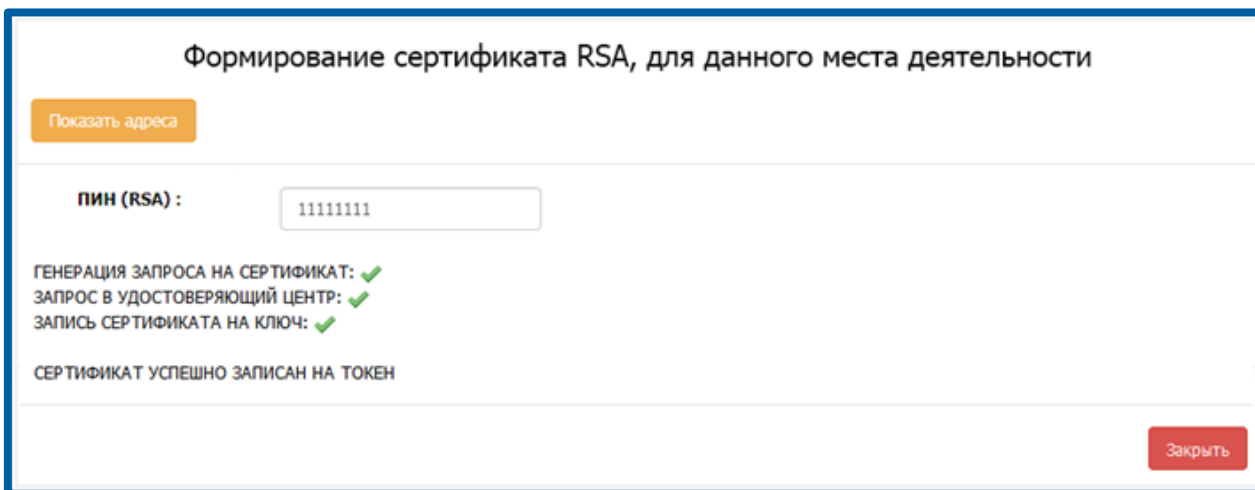 Формирование сертификата RSA, для данного места деятельности
Показать адреса
ПИН (RSA) :
11111111
ГЕНЕРАЦИЯ ЗАПРОСА НА СЕРТИФИКАТ:
ЗАПРОС В УДОСТОВЕРЯЮЩИЙ ЦЕНТР:
ЗАПИСЬ СЕРТИФИКАТА НА КЛЮЧ:
СЕРТИФИКАТ УСПЕШНО ЗАПИСАН НА ТОКЕН
Закрыть